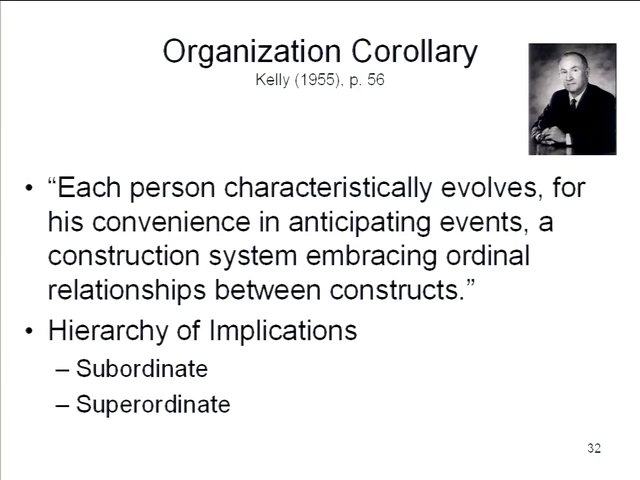 Organization Corollary
Kelly (1955), p. 56
• “Each person characteristically evolves, for
his convenience in anticipating events, a
construction system embracing ordinal
relationships between constructs.”
• Hierarchy of Implications
– Subordinate
– Superordinate
32